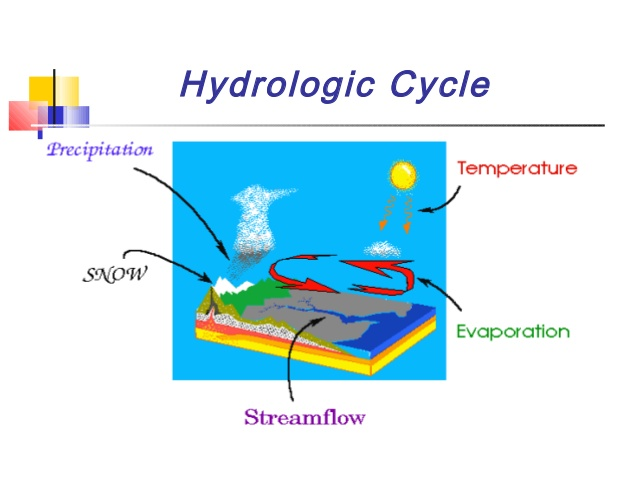 Hydrologic Cycle
Precipitation
Temperature
SNOW
Evaporation
Streamflow